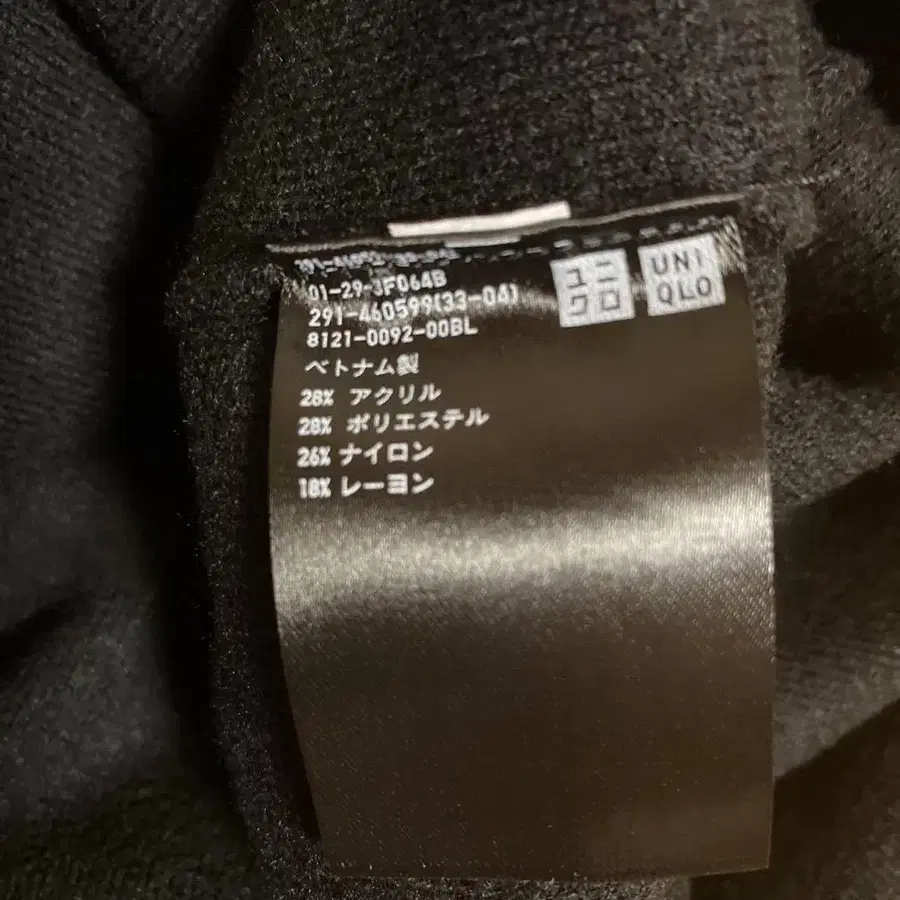 01-29-JF064B
291-460599(33-04)
8121-0092-00BL
ベトナム製
28% アクリル
28% ポリエステル
26% ナイロン
18% レーヨン
ユニ
クロ
UNI
QLO